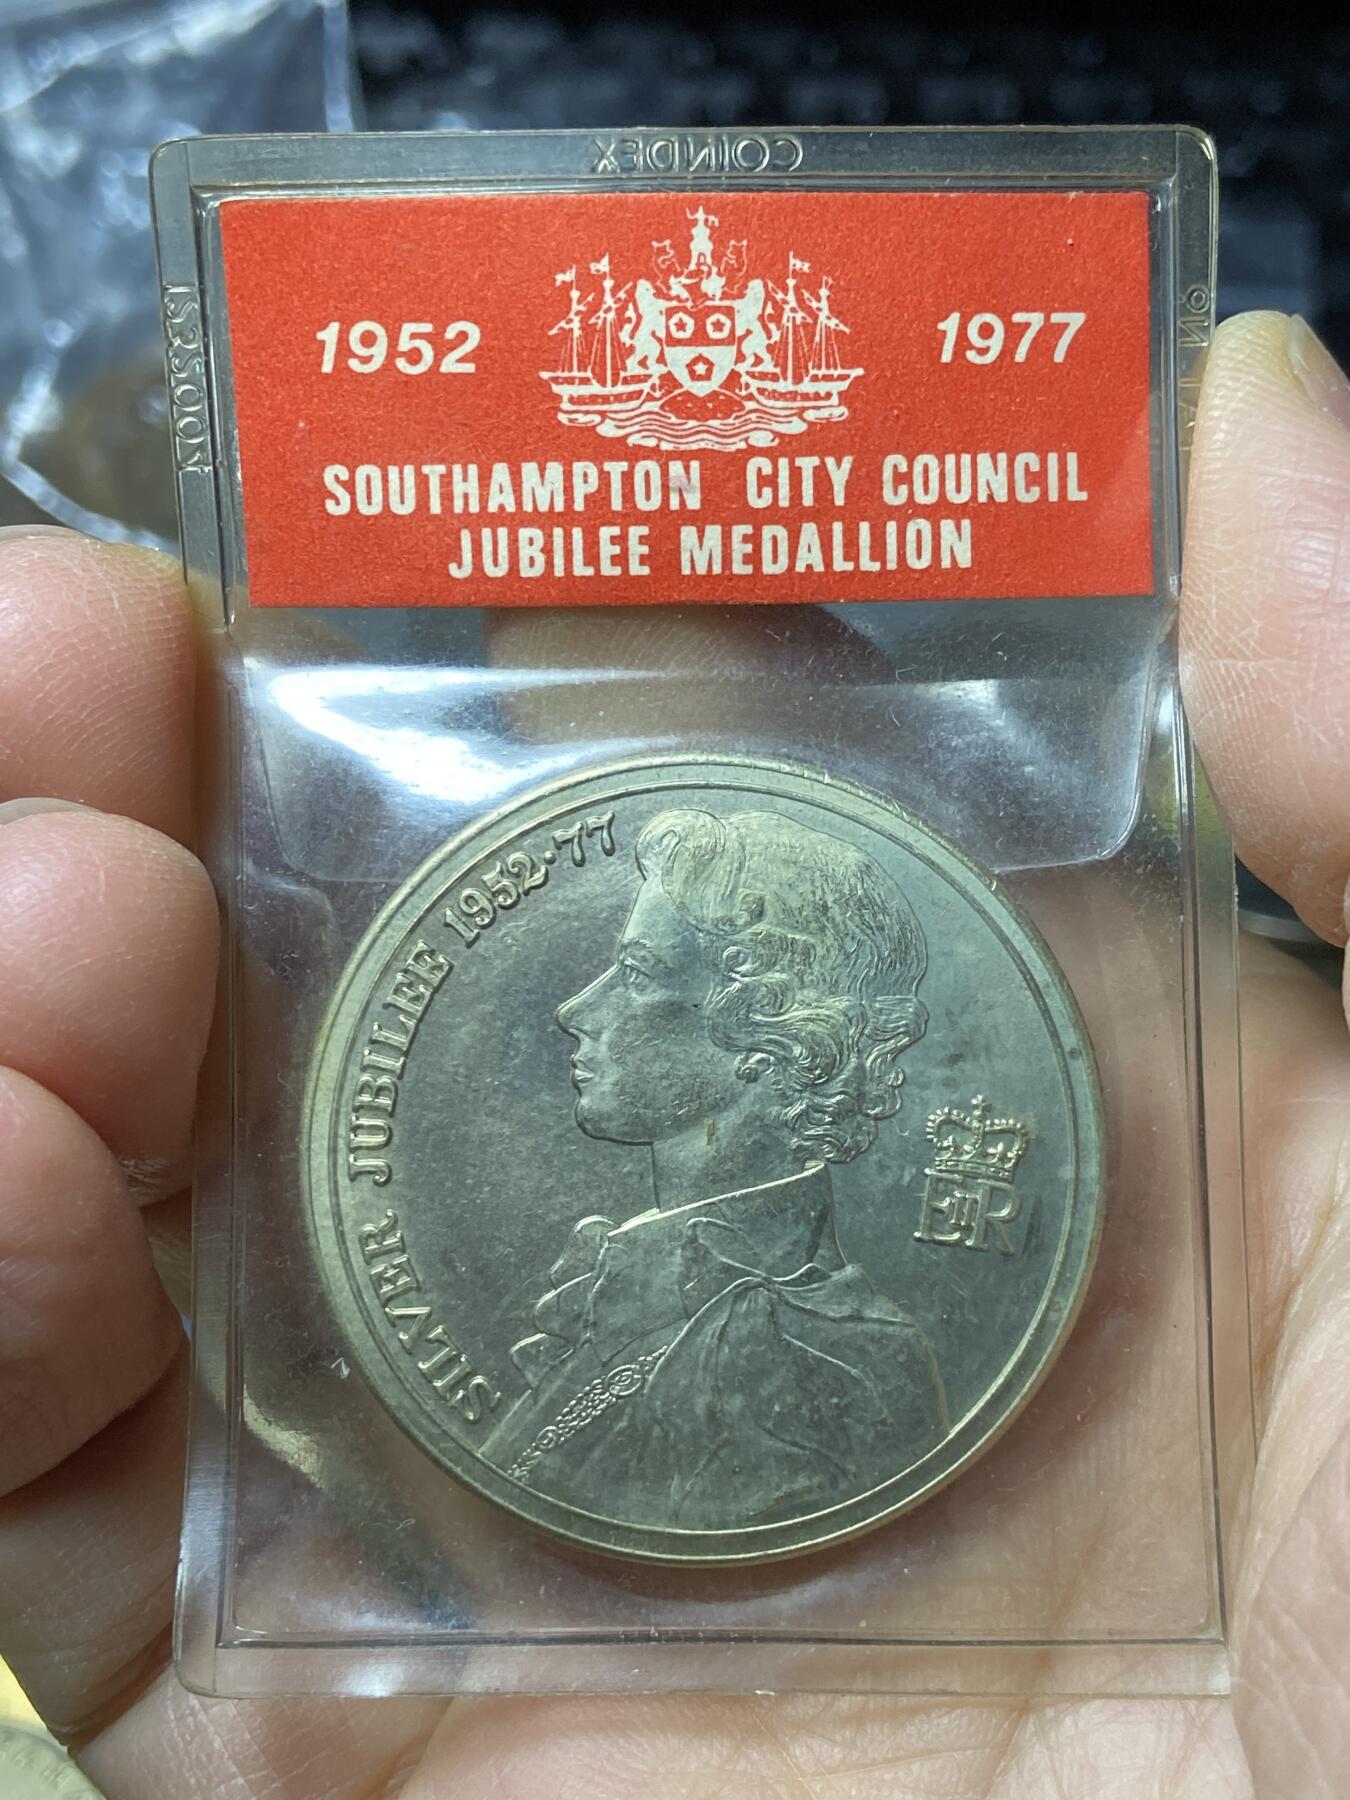 COINDEX
1952 1977
SOUTHAMPTON CITY COUNCIL
JUBILEE MEDALLION
SILVER JUBILEE 1952·77
EIIR